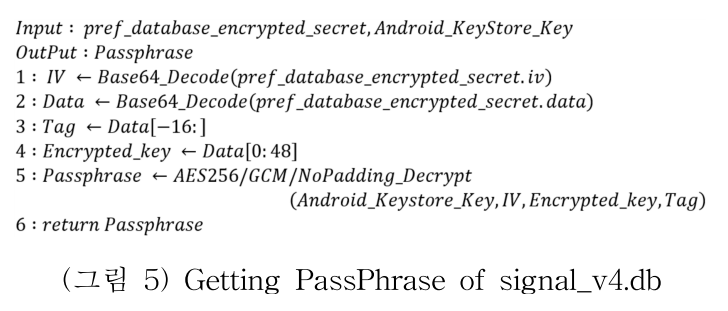 Input : pref_database_encrypted_secret, Android_KeyStore_Key
OutPut : Passphrase
1 : IV ← Base64_Decode(pref_database_encrypted_secret.iv)
2 : Data ← Base64_Decode(pref_database_encrypted_secret.data)
3 : Tag ← Data[−16:]
4 : Encrypted_key ← Data[0:48]
5 : Passphrase ← AES256/GCM/NoPadding_Decrypt
(Android_Keystore_Key, IV, Encrypted_key, Tag)
6 : return Passphrase
(그림 5) Getting PassPhrase of signal_v4.db